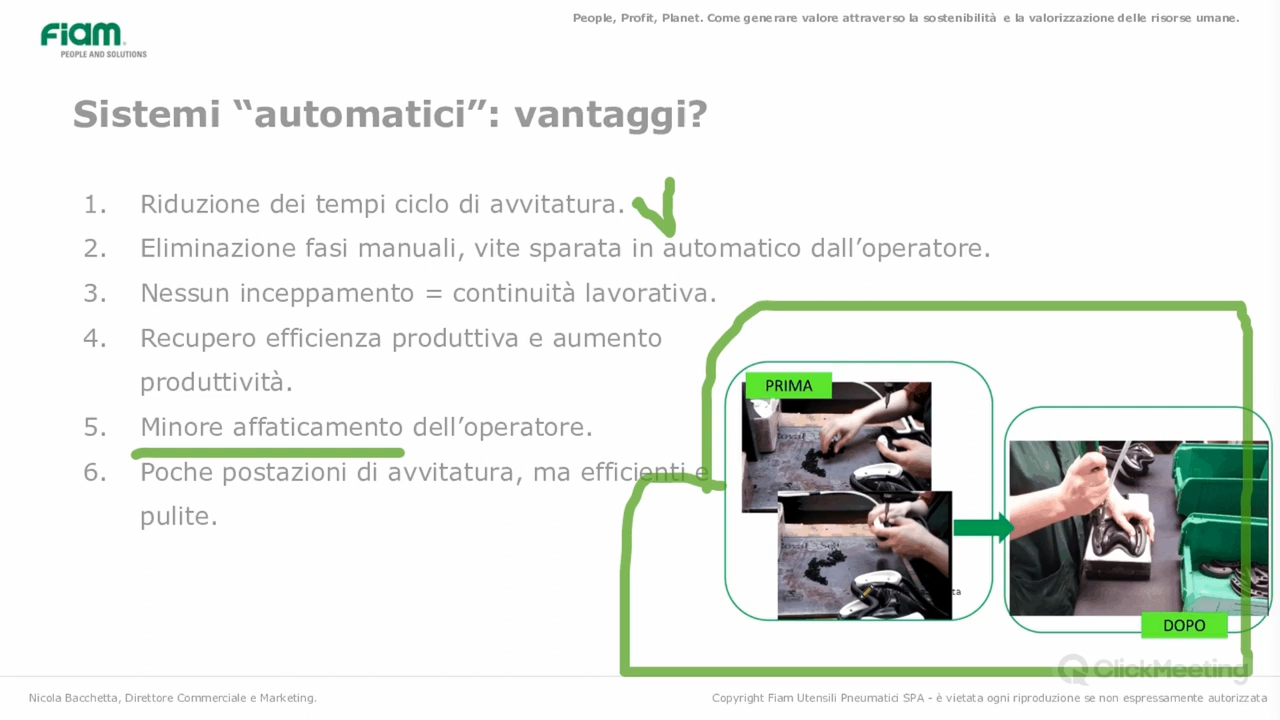 People, Profit, Planet. Come generare valore attraverso la sostenibilità e la valorizzazione delle risorse umane.
Fiam
PEOPLE AND SOLUTIONS
Sistemi “automatici”: vantaggi?
1. Riduzione dei tempi ciclo di avvitatura.
2. Eliminazione fasi manuali, vite sparata in automatico dall’operatore.
3. Nessun inceppamento = continuità lavorativa.
4. Recupero efficienza produttiva e aumento
produttività.
5. Minore affaticamento dell’operatore.
6. Poche postazioni di avvitatura, ma efficienti e
pulite.
PRIMA
ta
DOPO
ClickMeeting
Nicola Bacchetta, Direttore Commerciale e Marketing.
Copyright Fiam Utensili Pneumatici SPA - è vietata ogni riproduzione se non espressamente autorizzata